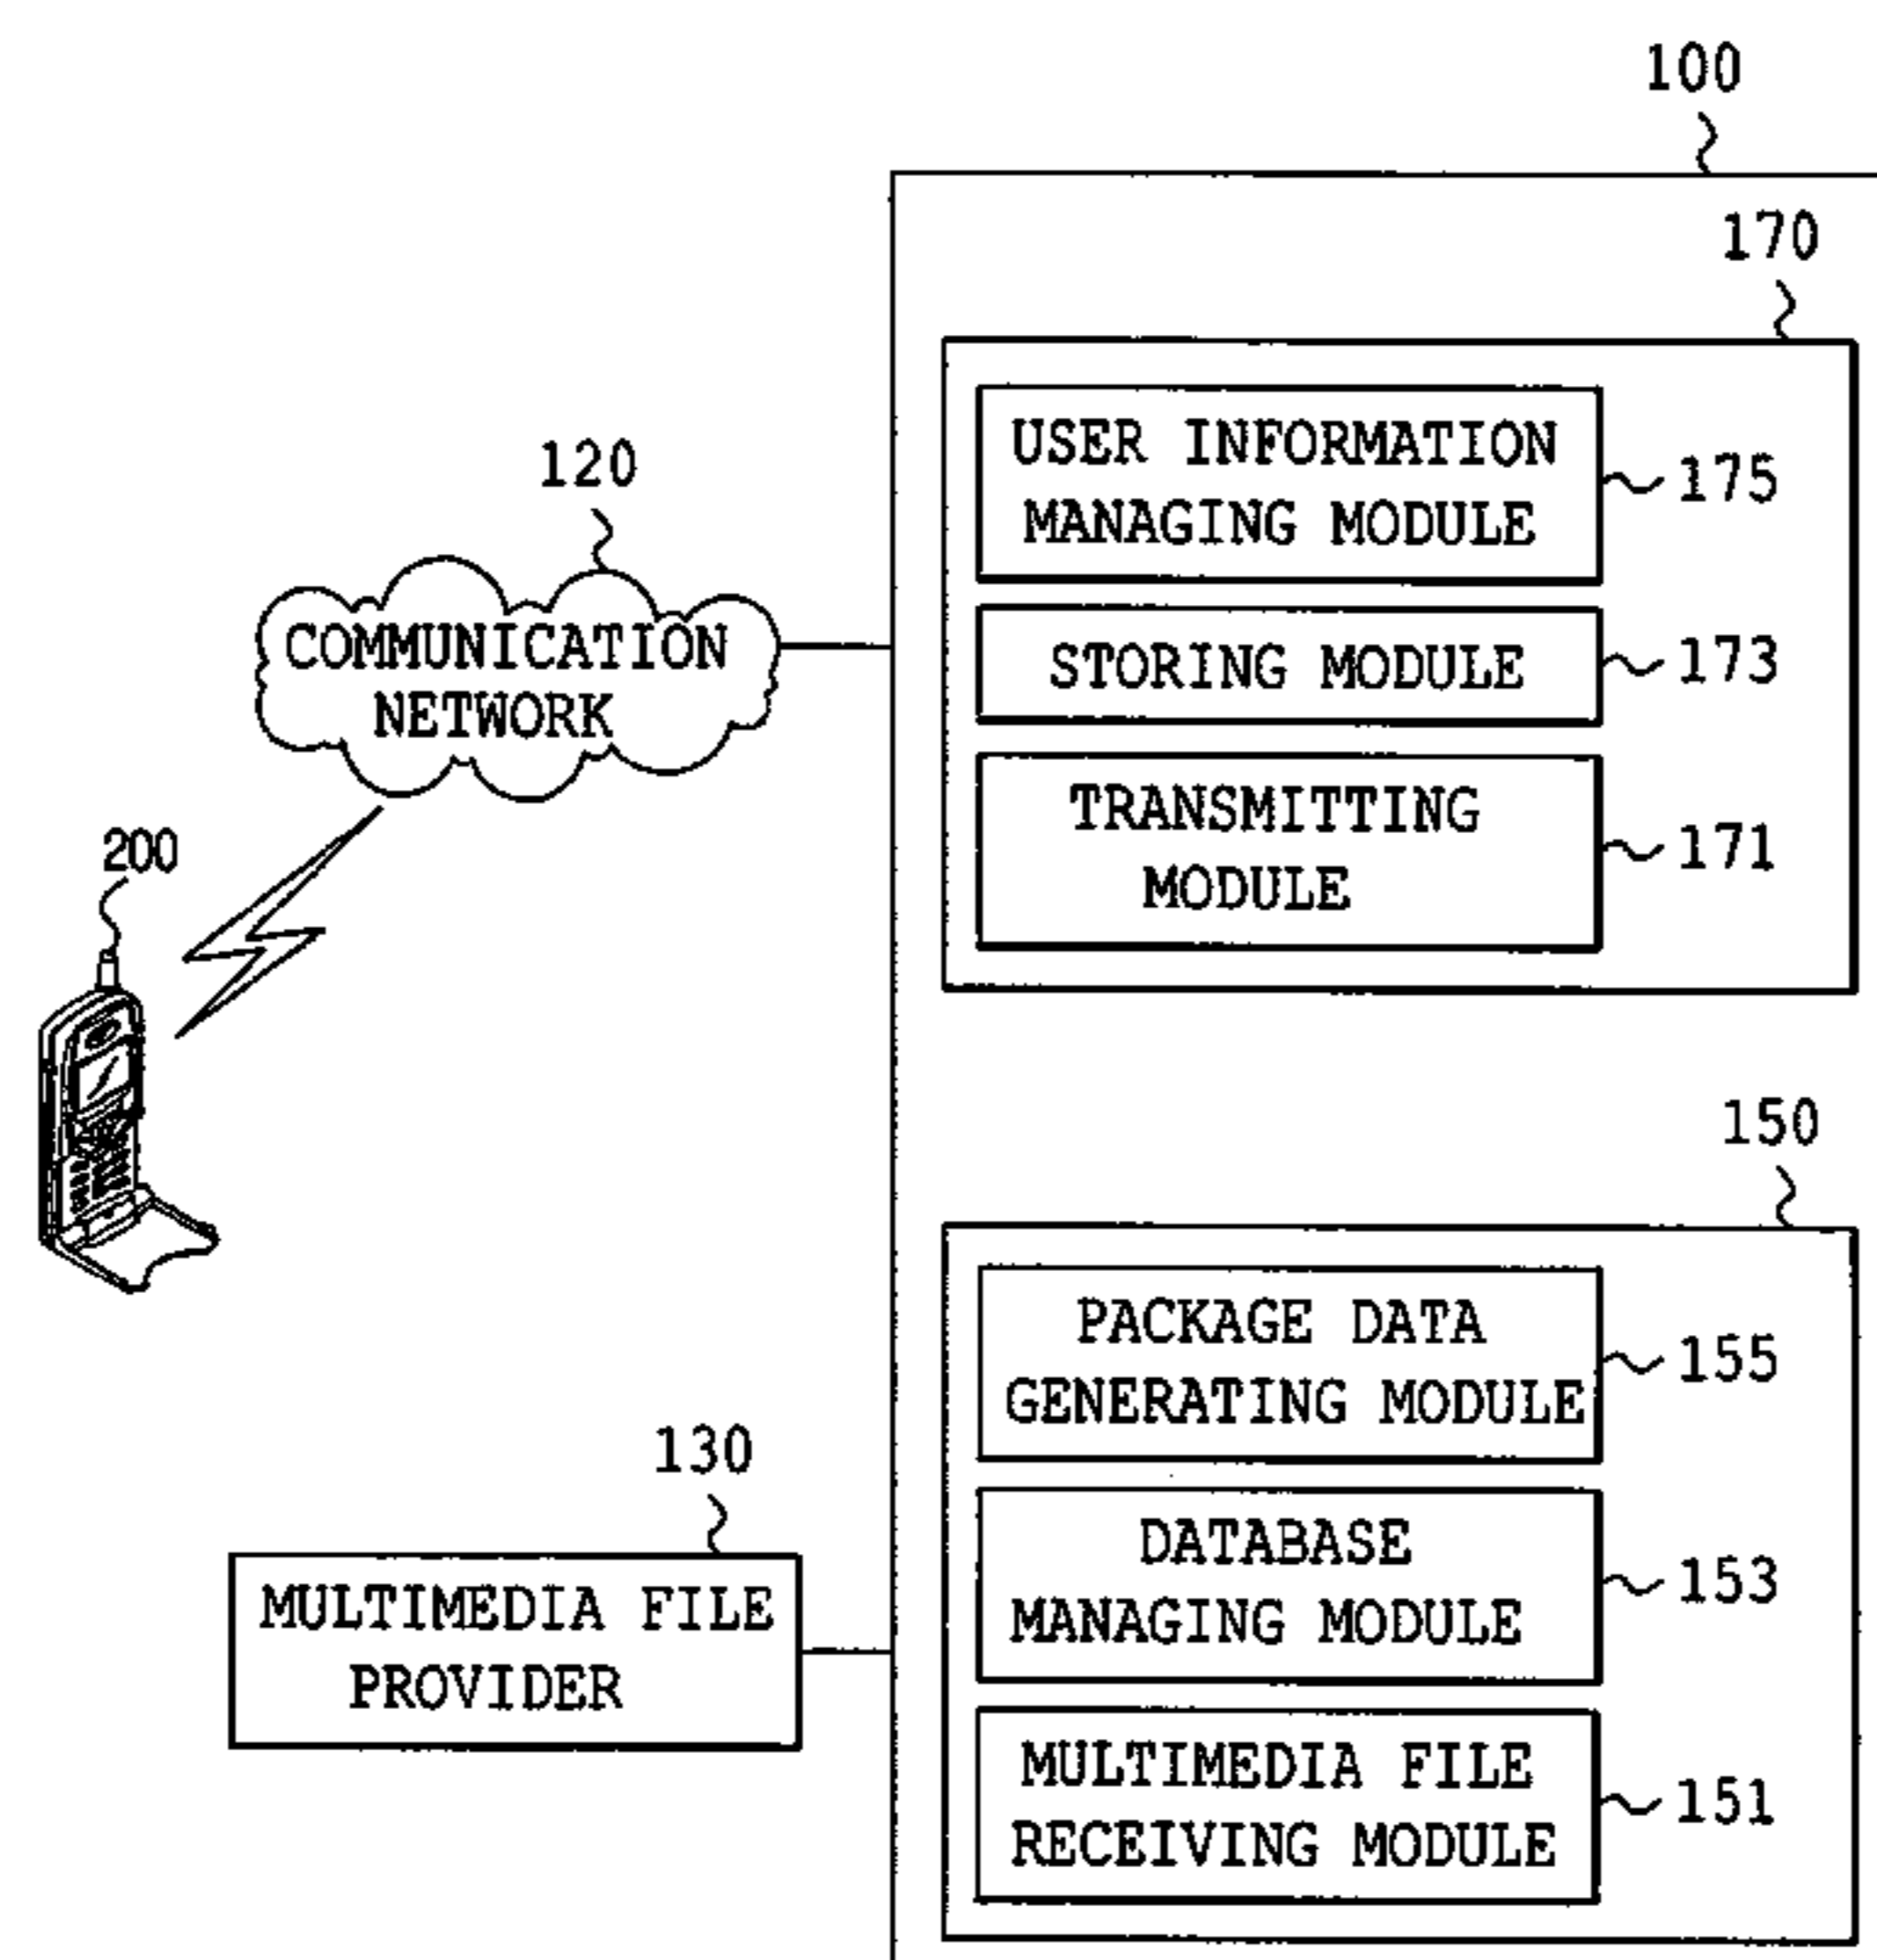 100
170
USER INFORMATION
MANAGING MODULE
175
120
STORING MODULE
173
COMMUNICATION
NETWORK
TRANSMITTING
MODULE
171
200
150
PACKAGE DATA
GENERATING MODULE
155
130
DATABASE
MANAGING MODULE
153
MULTIMEDIA FILE
PROVIDER
MULTIMEDIA FILE
RECEIVING MODULE
151